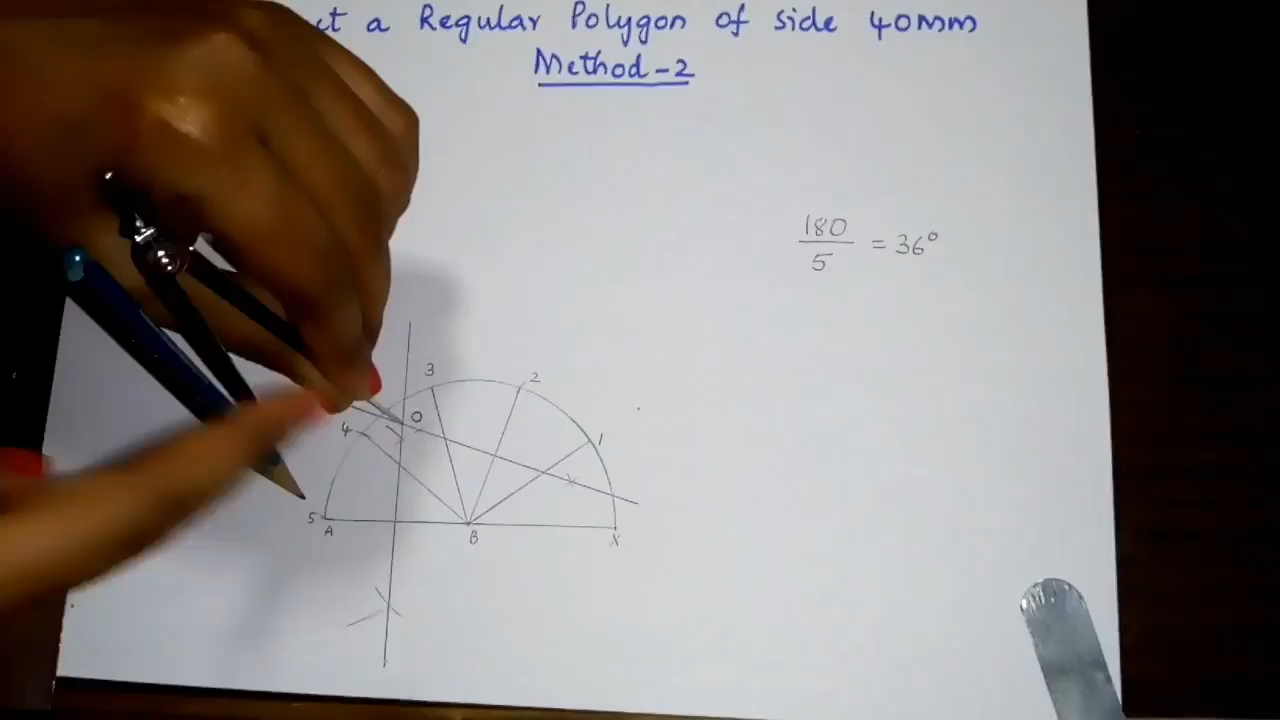 a Regular Polygon of side 40mm
Method-2
180
5
= 36°
3
2
O
4
1
5
A
B
X